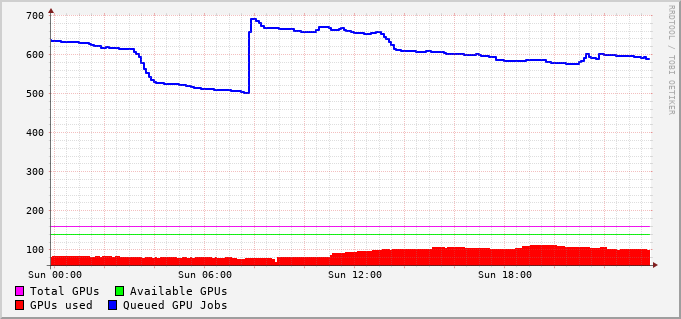 700
600
500
400
300
200
100
Sun 00:00 Sun 06:00 Sun 12:00 Sun 18:00
Total GPUs Available GPUs
GPUs used Queued GPU Jobs
RRDTOOL / TOBI OETIKER